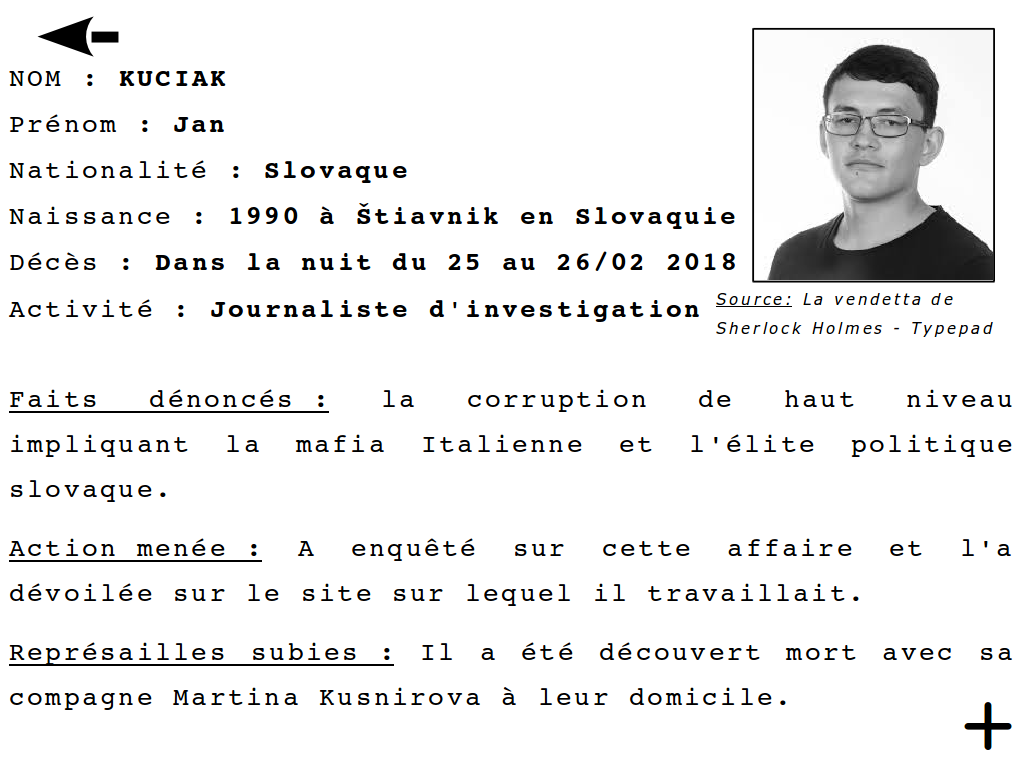 NOM : KUCIAK
Prénom : Jan
Nationalité : Slovaque
Naissance : 1990 à Štiavnik en Slovaquie
Décès : Dans la nuit du 25 au 26/02 2018
Activité : Journaliste d'investigation
Source: La vendetta de
Sherlock Holmes - Typepad
Faits dénoncés : la corruption de haut niveau
impliquant la mafia Italienne et l'élite politique
slovaque.
Action menée : A enquêté sur cette affaire et l'a
dévoilée sur le site sur lequel il travaillait.
Représailles subies : Il a été découvert mort avec sa
compagne Martina Kusnirova à leur domicile.